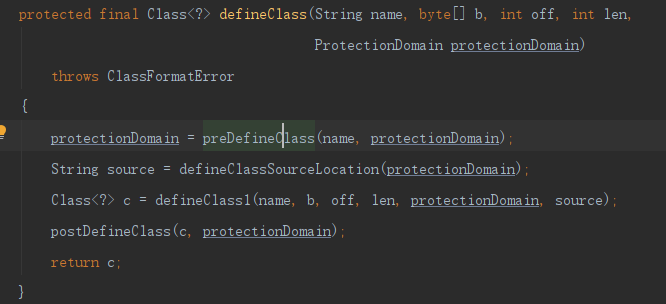 protected final Class<?> defineClass(String name, byte[] b, int off, int len,
ProtectionDomain protectionDomain)
throws ClassFormatError
{
protectionDomain = preDefineClass(name, protectionDomain);
String source = defineClassSourceLocation(protectionDomain);
Class<?> c = defineClass1(name, b, off, len, protectionDomain, source);
postDefineClass(c, protectionDomain);
return c;
}